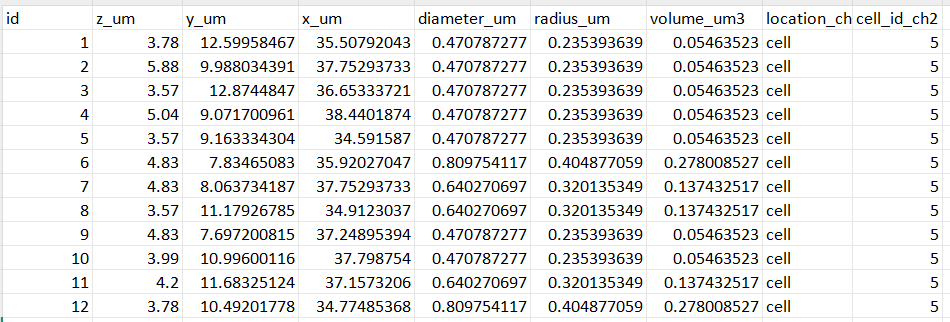 id z_um y_um x_um diameter_um radius_um volume_um3 location_ch cell_id_ch2
1 3.78 12.59958467 35.50792043 0.470787277 0.235393639 0.05463523 cell 5
2 5.88 9.988034391 37.75293733 0.470787277 0.235393639 0.05463523 cell 5
3 3.57 12.8744847 36.65333721 0.470787277 0.235393639 0.05463523 cell 5
4 5.04 9.071700961 38.4401874 0.470787277 0.235393639 0.05463523 cell 5
5 3.57 9.163334304 34.591587 0.470787277 0.235393639 0.05463523 cell 5
6 4.83 7.83465083 35.92027047 0.809754117 0.404877059 0.278008527 cell 5
7 4.83 8.063734187 37.75293733 0.640270697 0.320135349 0.137432517 cell 5
8 3.57 11.17926785 34.9123037 0.640270697 0.320135349 0.137432517 cell 5
9 4.83 7.697200815 37.24895394 0.470787277 0.235393639 0.05463523 cell 5
10 3.99 10.99600116 37.798754 0.470787277 0.235393639 0.05463523 cell 5
11 4.2 11.68325124 37.1573206 0.640270697 0.320135349 0.137432517 cell 5
12 3.78 10.49201778 34.77485368 0.809754117 0.404877059 0.278008527 cell 5